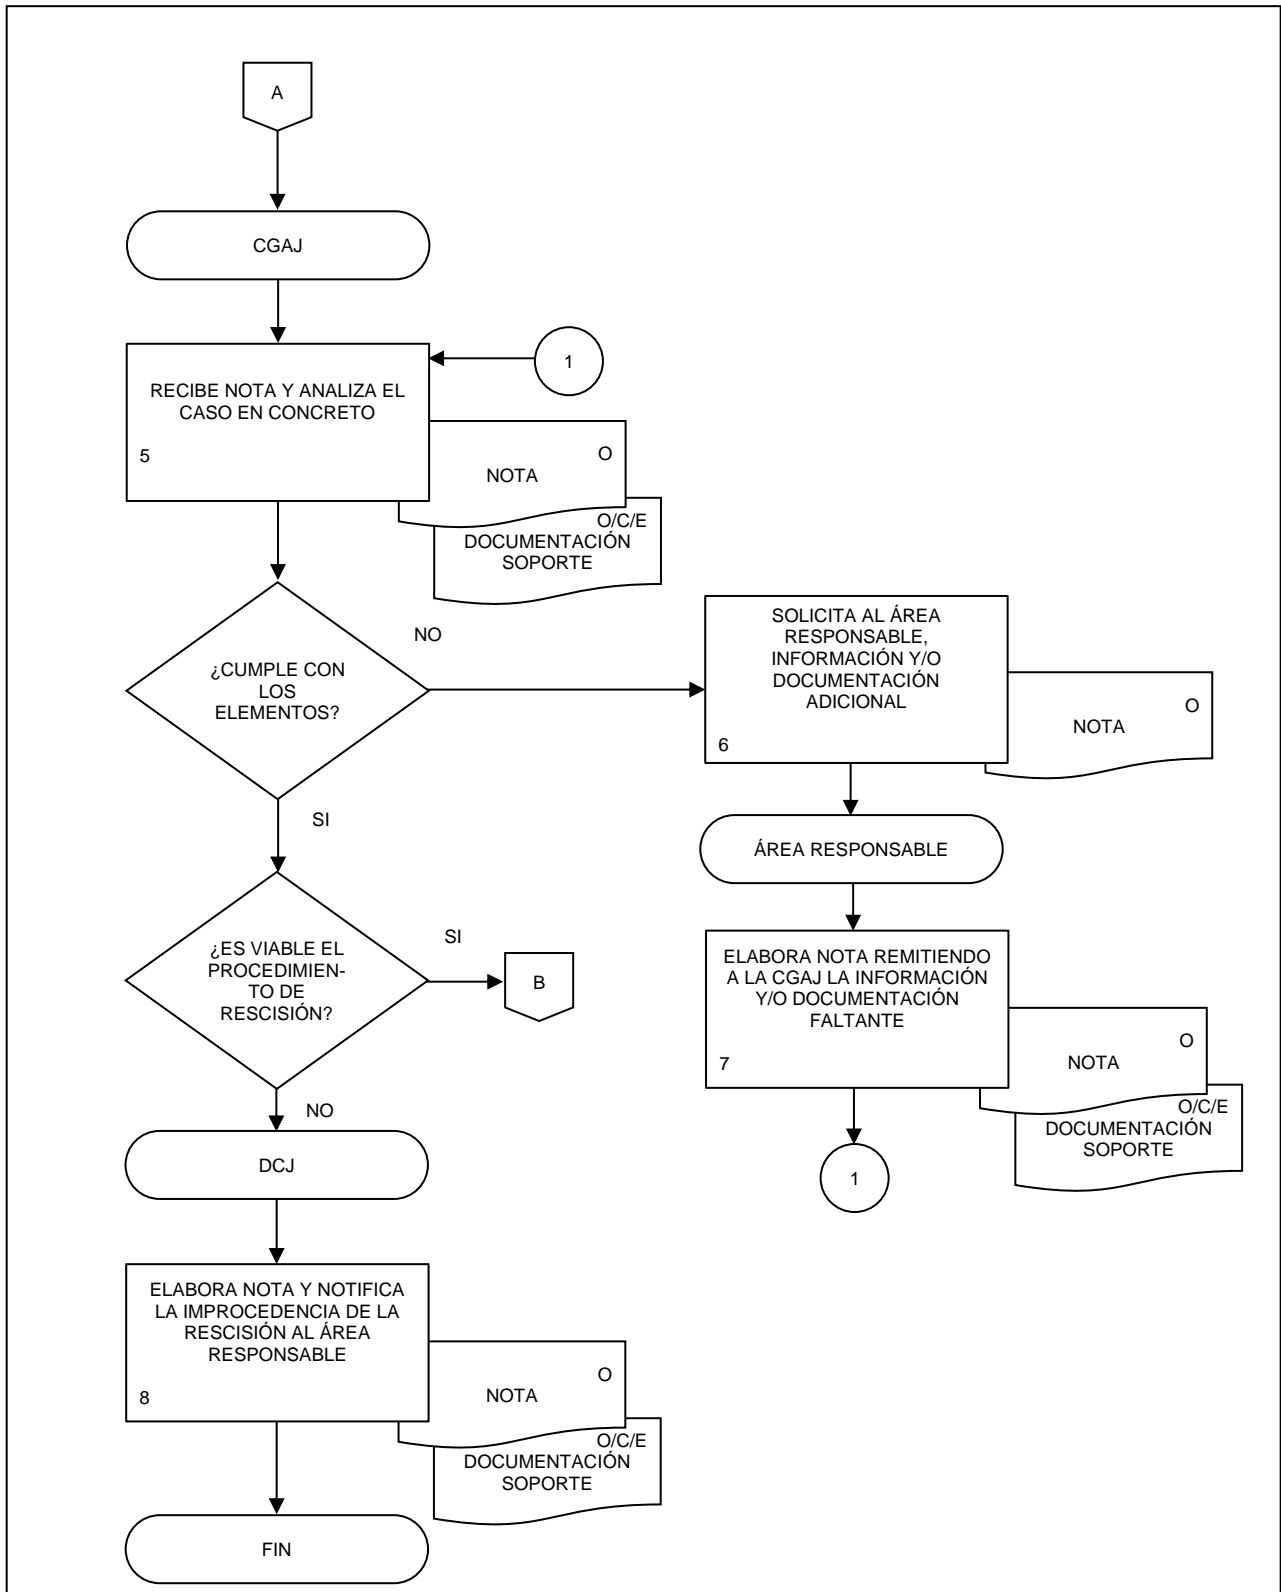 A
CGAJ
1
RECIBE NOTA Y ANALIZA EL
CASO EN CONCRETO
5
O
NOTA
O/C/E
DOCUMENTACIÓN
SOPORTE
¿CUMPLE CON
LOS
ELEMENTOS?
NO
SOLICITA AL ÁREA
RESPONSABLE,
INFORMACIÓN Y/O
DOCUMENTACIÓN
ADICIONAL
6
O
NOTA
SI
ÁREA RESPONSABLE
¿ES VIABLE EL
PROCEDIMIEN-
TO DE
RESCISIÓN?
SI
B
ELABORA NOTA REMITIENDO
A LA CGAJ LA INFORMACIÓN
Y/O DOCUMENTACIÓN
FALTANTE
7
O
NOTA
O/C/E
DOCUMENTACIÓN
SOPORTE
1
NO
DCJ
ELABORA NOTA Y NOTIFICA
LA IMPROCEDENCIA DE LA
RESCISIÓN AL ÁREA
RESPONSABLE
8
O
NOTA
O/C/E
DOCUMENTACIÓN
SOPORTE
FIN